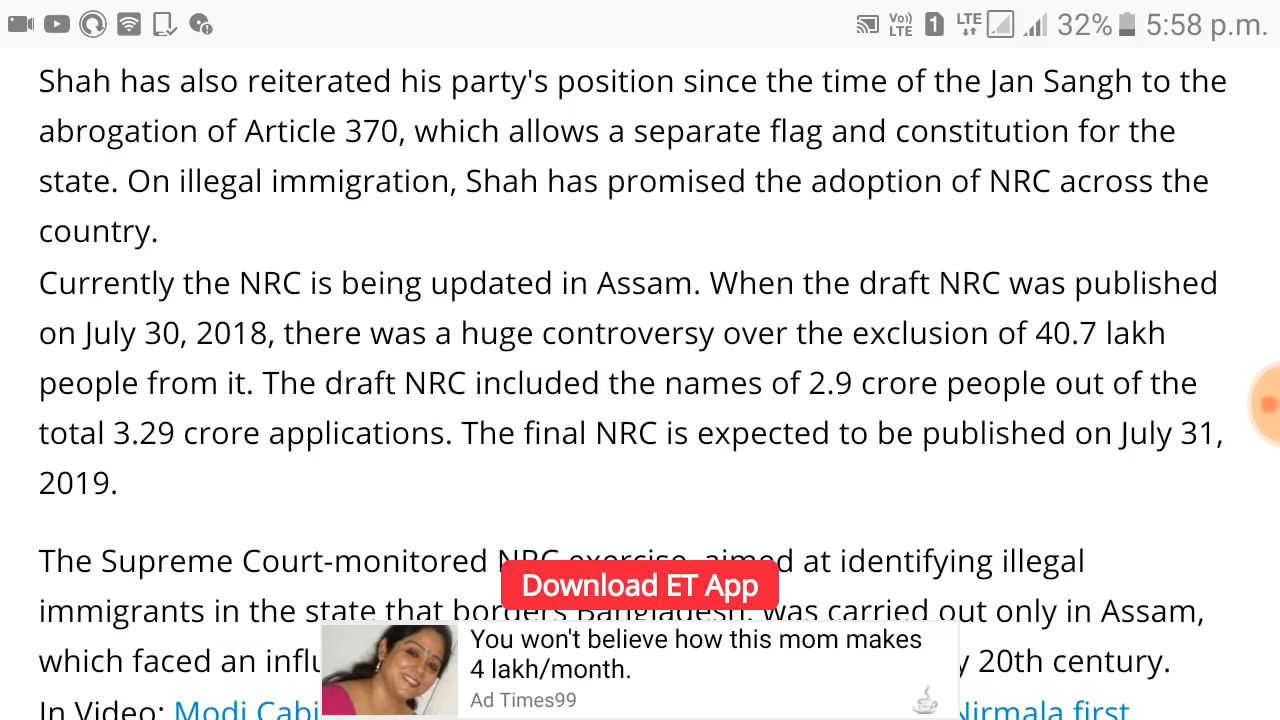 Vo)) LTE 1 LTE 32% 5:58 p.m.
Shah has also reiterated his party's position since the time of the Jan Sangh to the
abrogation of Article 370, which allows a separate flag and constitution for the
state. On illegal immigration, Shah has promised the adoption of NRC across the
country.
Currently the NRC is being updated in Assam. When the draft NRC was published
on July 30, 2018, there was a huge controversy over the exclusion of 40.7 lakh
people from it. The draft NRC included the names of 2.9 crore people out of the
total 3.29 crore applications. The final NRC is expected to be published on July 31,
2019.
The Supreme Court-monitored NRC exercise, aimed at identifying illegal
Download ET App
immigrants in the state that borders Bangladesh, was carried out only in Assam,
which faced an influ y 20th century.
You won't believe how this mom makes
4 lakh/month.
Ad Times99
In Video: Modi Cabi Nirmala first